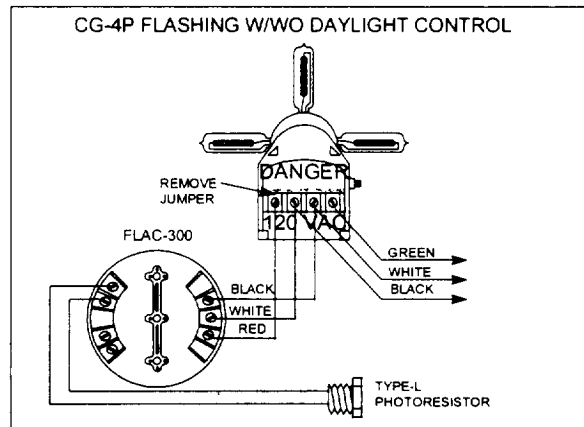 CG-4P FLASHING W/WO DAYLIGHT CONTROL
DANGER
REMOVE
JUMPER
120 VAC
FLAC-300
GREEN
WHITE
BLACK
BLACK
WHITE
RED
TYPE-L
PHOTORESISTOR